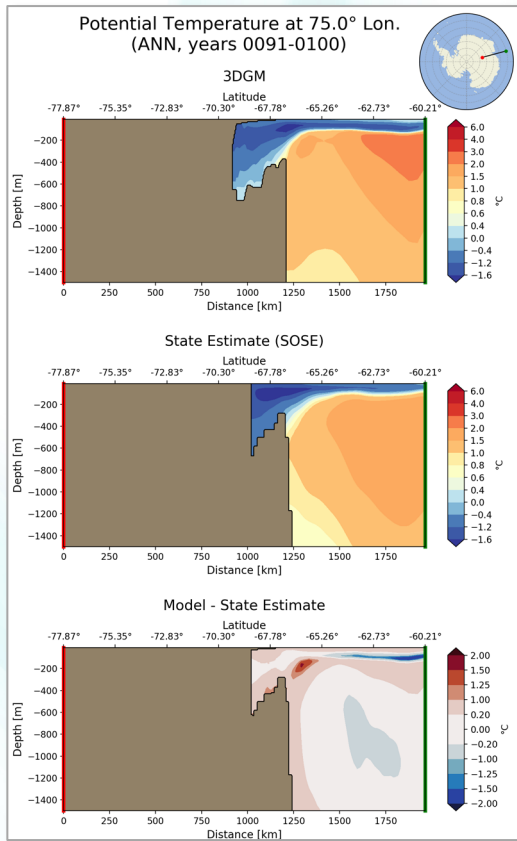 Potential Temperature at 75.0° Lon.
(ANN, years 0091-0100)
3DGM
Latitude
-77.87° -75.35° -72.83° -70.30° -67.78° -65.26° -62.73° -60.21°
Depth [m]
−200
−400
−600
−800
−1000
−1200
−1400
0 250 500 750 1000 1250 1500 1750
Distance [km]
6.0
4.0
3.0
2.0
1.5
1.0
0.8
0.6
0.4
0.0
−0.4
−1.2
−1.6
°C
State Estimate (SOSE)
Latitude
-77.87° -75.35° -72.83° -70.30° -67.78° -65.26° -62.73° -60.21°
Depth [m]
−200
−400
−600
−800
−1000
−1200
−1400
0 250 500 750 1000 1250 1500 1750
Distance [km]
6.0
4.0
3.0
2.0
1.5
1.0
0.8
0.6
0.4
0.0
−0.4
−1.2
−1.6
°C
Model - State Estimate
Latitude
-77.87° -75.35° -72.83° -70.30° -67.78° -65.26° -62.73° -60.21°
Depth [m]
−200
−400
−600
−800
−1000
−1200
−1400
0 250 500 750 1000 1250 1500 1750
Distance [km]
2.00
1.50
1.25
1.00
0.20
−0.20
−1.00
−1.25
−1.50
−2.00
°C